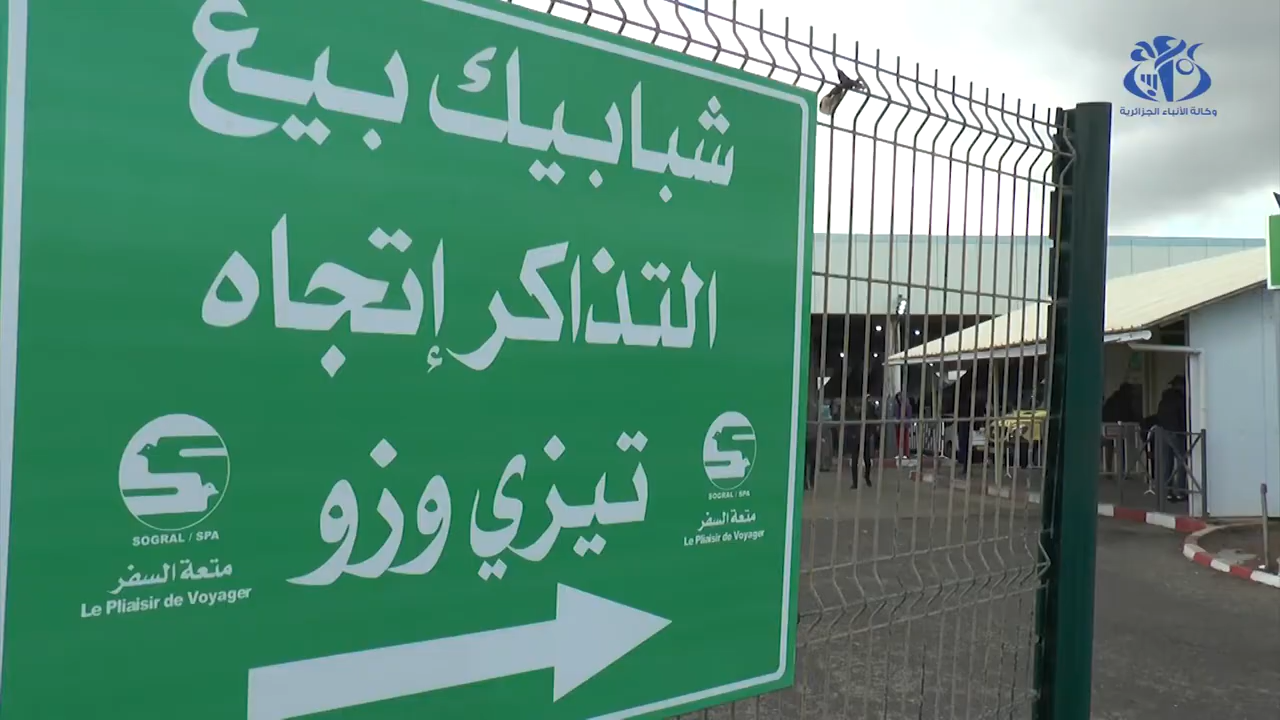 شبابيك بيع
التذاكر إتجاه
تيزي وزو
SOGRAL / SPA
متعة السفر
Le Pliaisir de Voyager
SOGRAL / SPA
متعة السفر
Le Pliaisir de Voyager
وكالة الأنباء الجزائرية